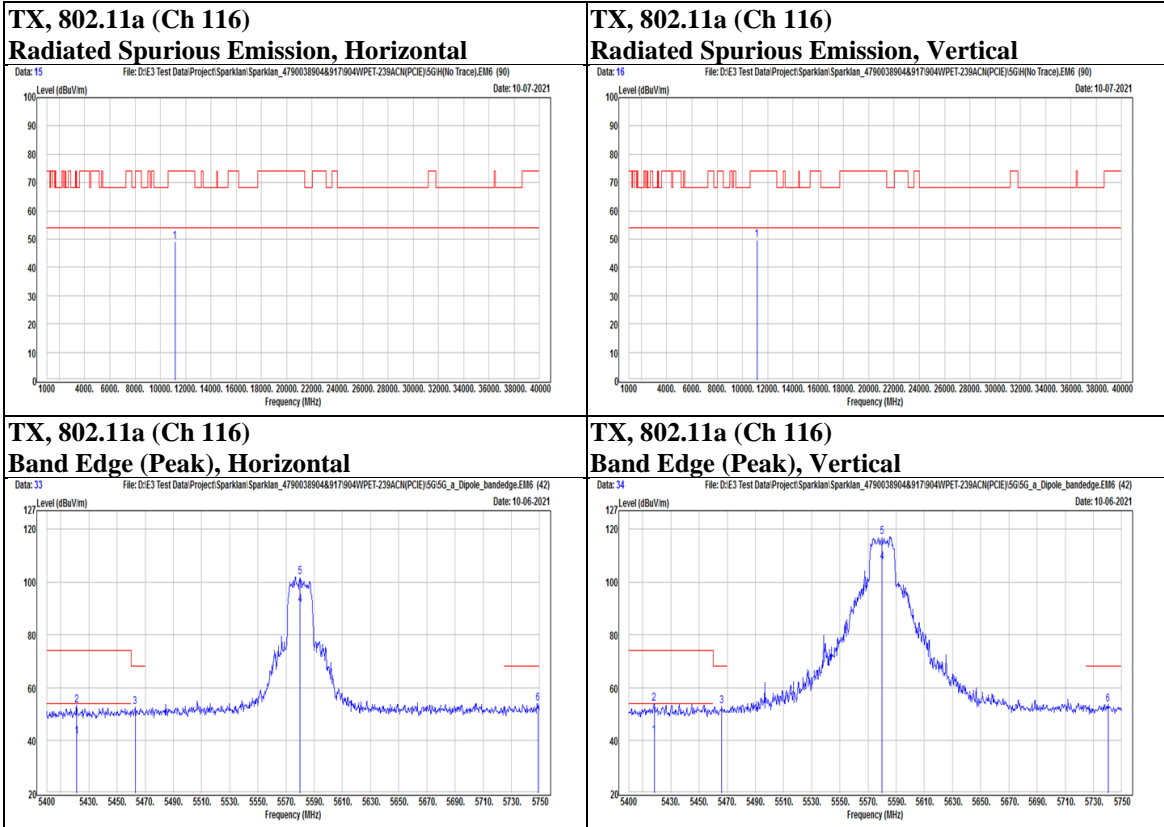 TX, 802.11a (Ch 116)
Radiated Spurious Emission, Horizontal
Data: 15 File: D:\E3 Test Data\Project\Sparklan\Sparklan_4790038904&917\904WPET-239ACN(PCIE)\5G\H(No Trace).EM6 (90)
Date: 10-07-2021
Level (dBuV/m)
100
90
80
70
60
50
40
30
20
10
0
1
1000 4000. 6000. 8000. 10000. 12000. 14000. 16000. 18000. 20000. 22000. 24000. 26000. 28000. 30000. 32000. 34000. 36000. 38000. 40000
Frequency (MHz)
TX, 802.11a (Ch 116)
Radiated Spurious Emission, Vertical
Data: 16 File: D:\E3 Test Data\Project\Sparklan\Sparklan_4790038904&917\904WPET-239ACN(PCIE)\5G\H(No Trace).EM6 (90)
Date: 10-07-2021
Level (dBuV/m)
100
90
80
70
60
50
40
30
20
10
0
1
1000 4000. 6000. 8000. 10000. 12000. 14000. 16000. 18000. 20000. 22000. 24000. 26000. 28000. 30000. 32000. 34000. 36000. 38000. 40000
Frequency (MHz)
TX, 802.11a (Ch 116)
Band Edge (Peak), Horizontal
Data: 33 File: D:\E3 Test Data\Project\Sparklan\Sparklan_4790038904&917\WPET-239ACN(PCIE)\5G\5G_a_Dipole_bandedge.EM6 (42)
Date: 10-06-2021
Level (dBuV/m)
127
120
100
80
60
40
20
5
4
2
3
6
1
5400 5430. 5450. 5470. 5490. 5510. 5530. 5550. 5570. 5590. 5610. 5630. 5650. 5670. 5690. 5710. 5730. 5750
Frequency (MHz)
TX, 802.11a (Ch 116)
Band Edge (Peak), Vertical
Data: 34 File: D:\E3 Test Data\Project\Sparklan\Sparklan_4790038904&917\WPET-239ACN(PCIE)\5G\5G_a_Dipole_bandedge.EM6 (42)
Date: 10-06-2021
Level (dBuV/m)
127
120
100
80
60
40
20
5
4
2
3
6
1
5400 5430. 5450. 5470. 5490. 5510. 5530. 5550. 5570. 5590. 5610. 5630. 5650. 5670. 5690. 5710. 5730. 5750
Frequency (MHz)